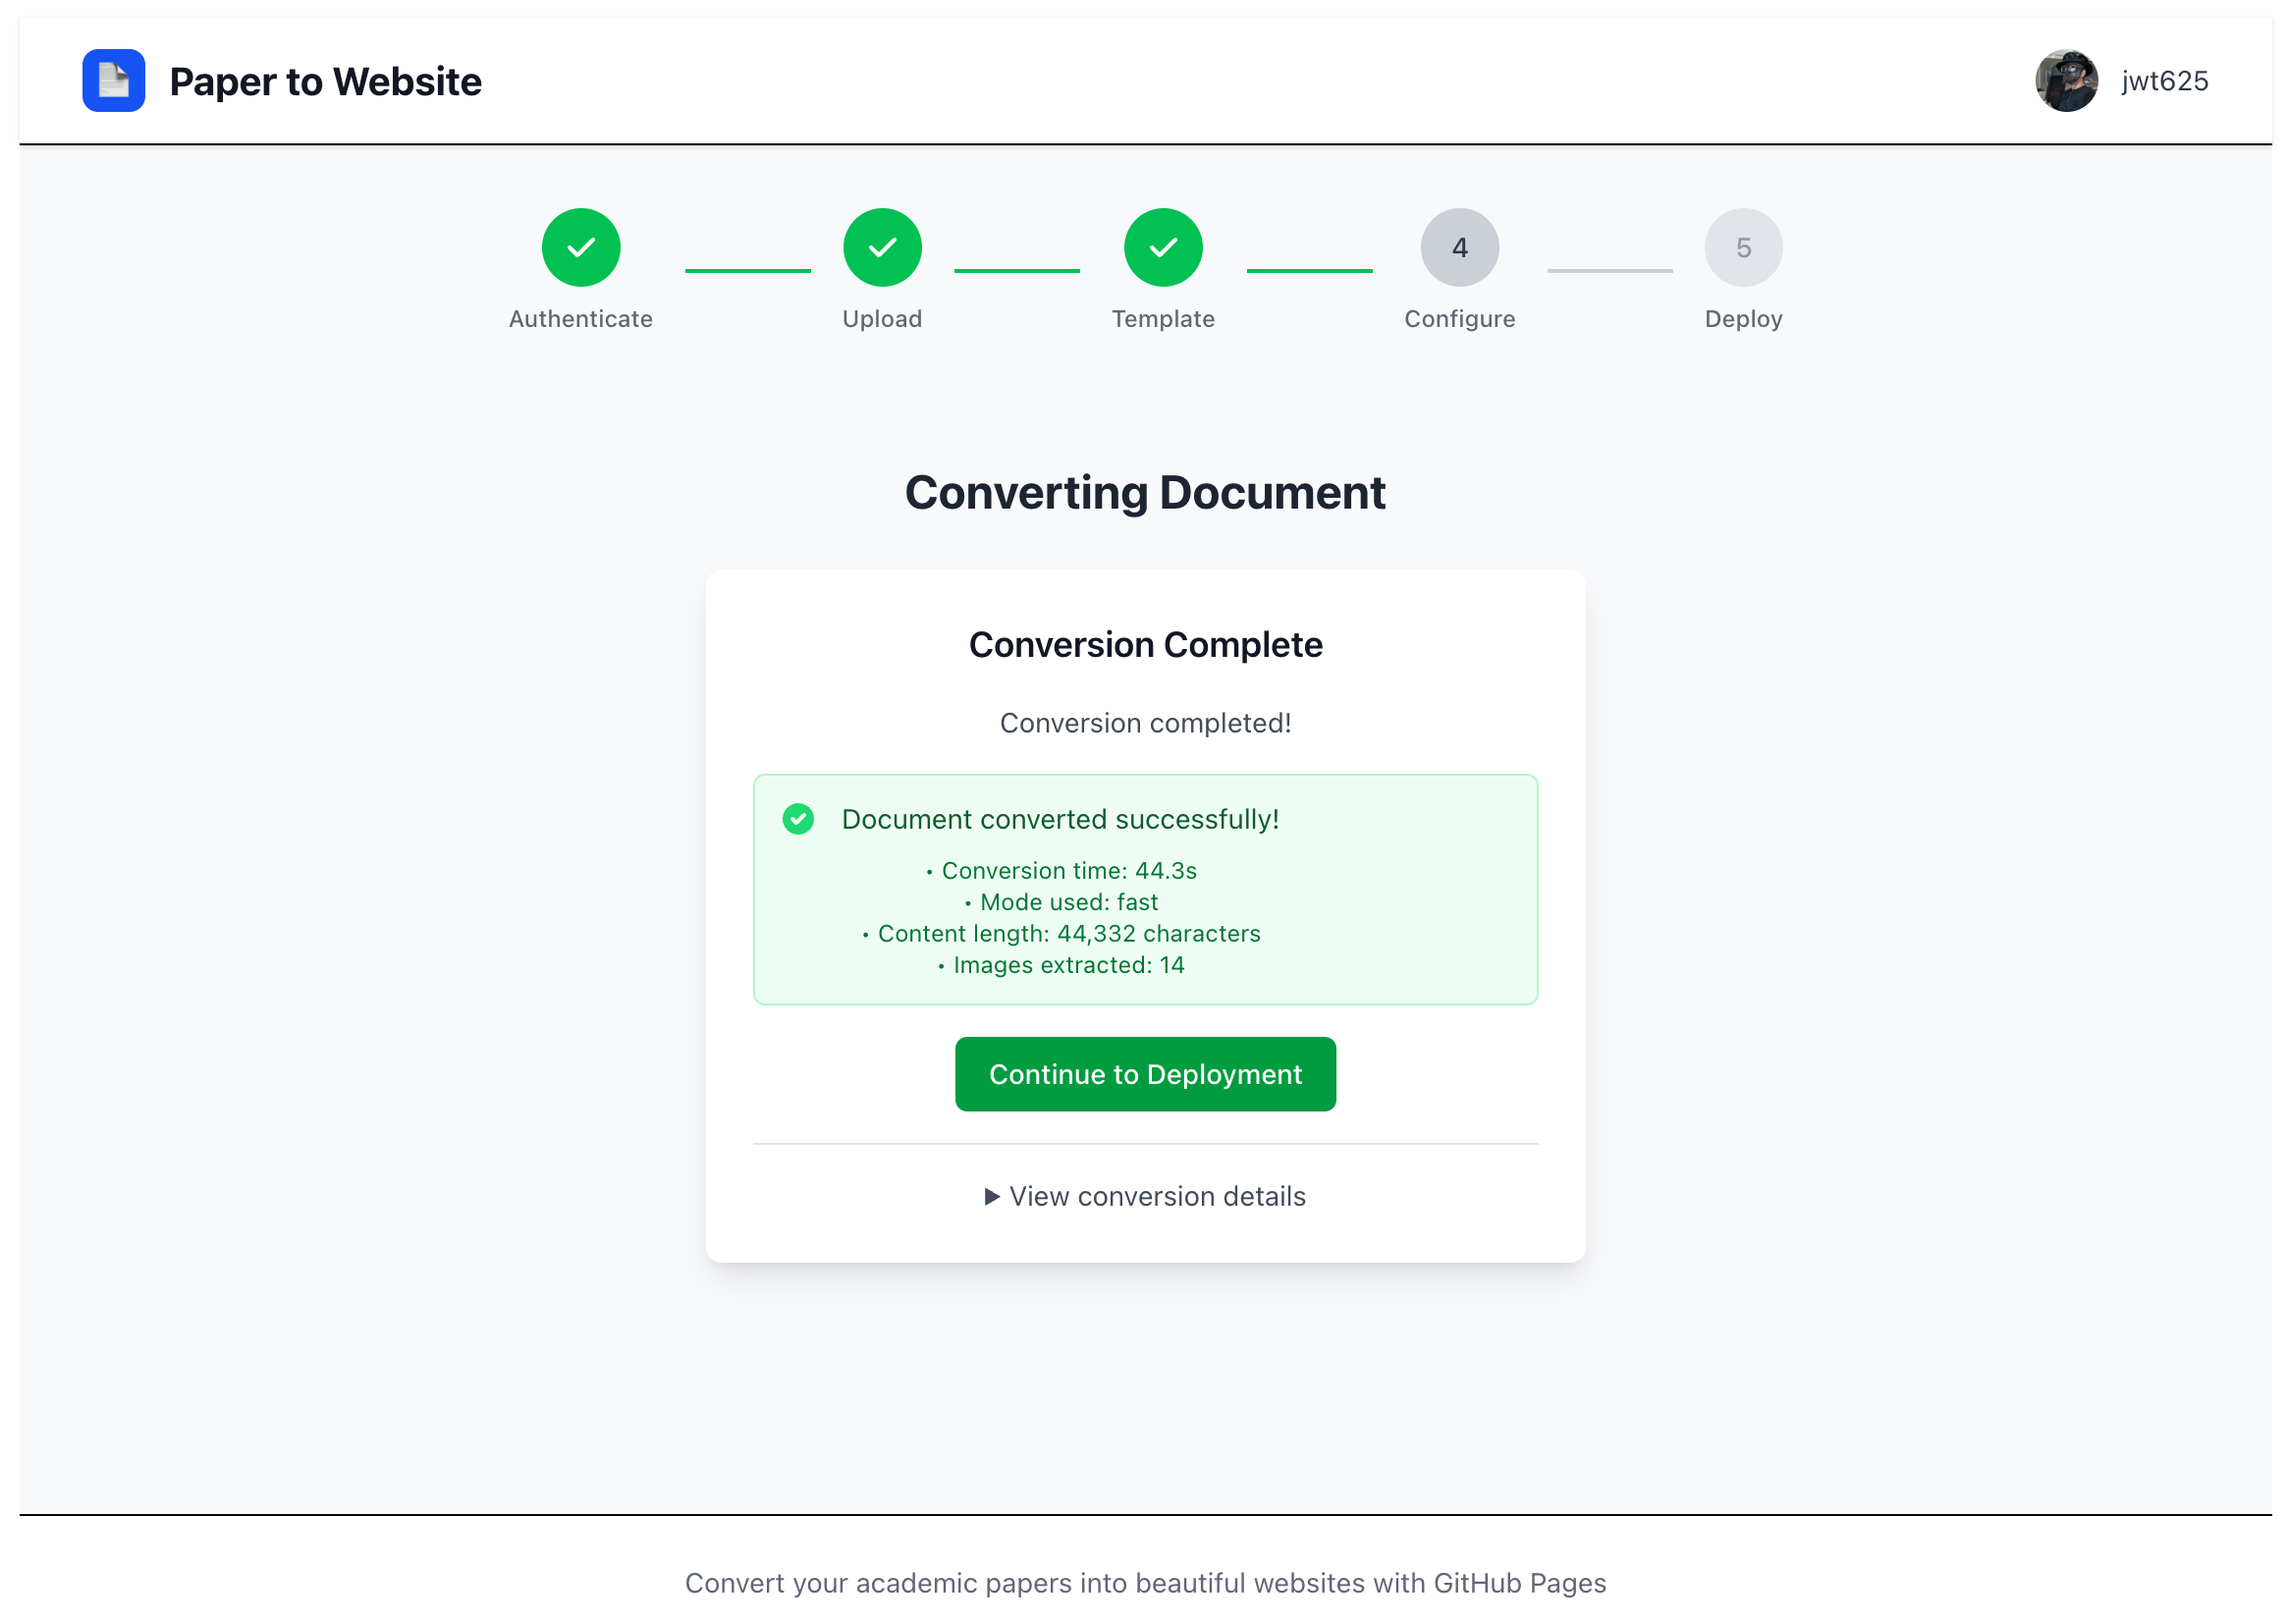 Paper to Website
jwt625
4
5
Authenticate
Upload
Template
Configure
Deploy
Converting Document
Conversion Complete
Conversion completed!
Document converted successfully!
• Conversion time: 44.3s
• Mode used: fast
• Content length: 44,332 characters
• Images extracted: 14
Continue to Deployment
▶ View conversion details
Convert your academic papers into beautiful websites with GitHub Pages